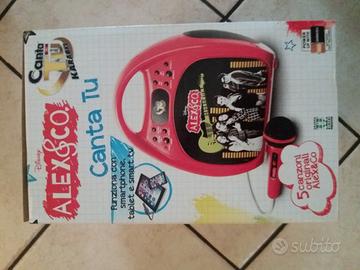 Canto
Tu
KARAOKE
Disney
ALEX&CO.
Canta Tu
Funziona con
smartphone,
tablet e smart tv
ALEX&CO.
5 canzoni
originali
Alex&Co
subito